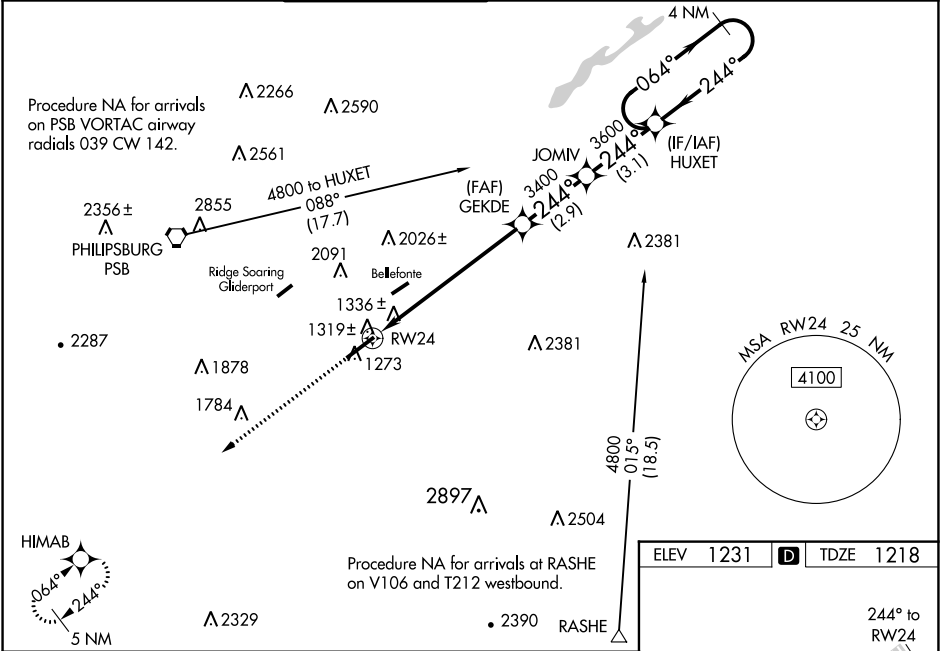 4 NM
064°
244°
2266
2590
Procedure NA for arrivals
on PSB VORTAC airway
radials 039 CW 142.
2561
3600
244°
(3.1)
(IF/IAF)
HUXET
JOMIV
4800 to HUXET
088°
(17.7)
(FAF)
GEKDE
3400
244°
(2.9)
2356±
2855
PHILIPSBURG
PSB
2026±
2381
2091
Ridge Soaring
Gliderport
Bellefonte
1336±
1319±
RW24
1273
2287
2381
1878
1784
MSA RW24 25 NM
4100
4800
015°
(18.5)
2897
2504
HIMAB
064°
244°
5 NM
Procedure NA for arrivals at RASHE
on V106 and T212 westbound.
2329
2390
RASHE
ELEV 1231 D TDZE 1218
244° to
RW24